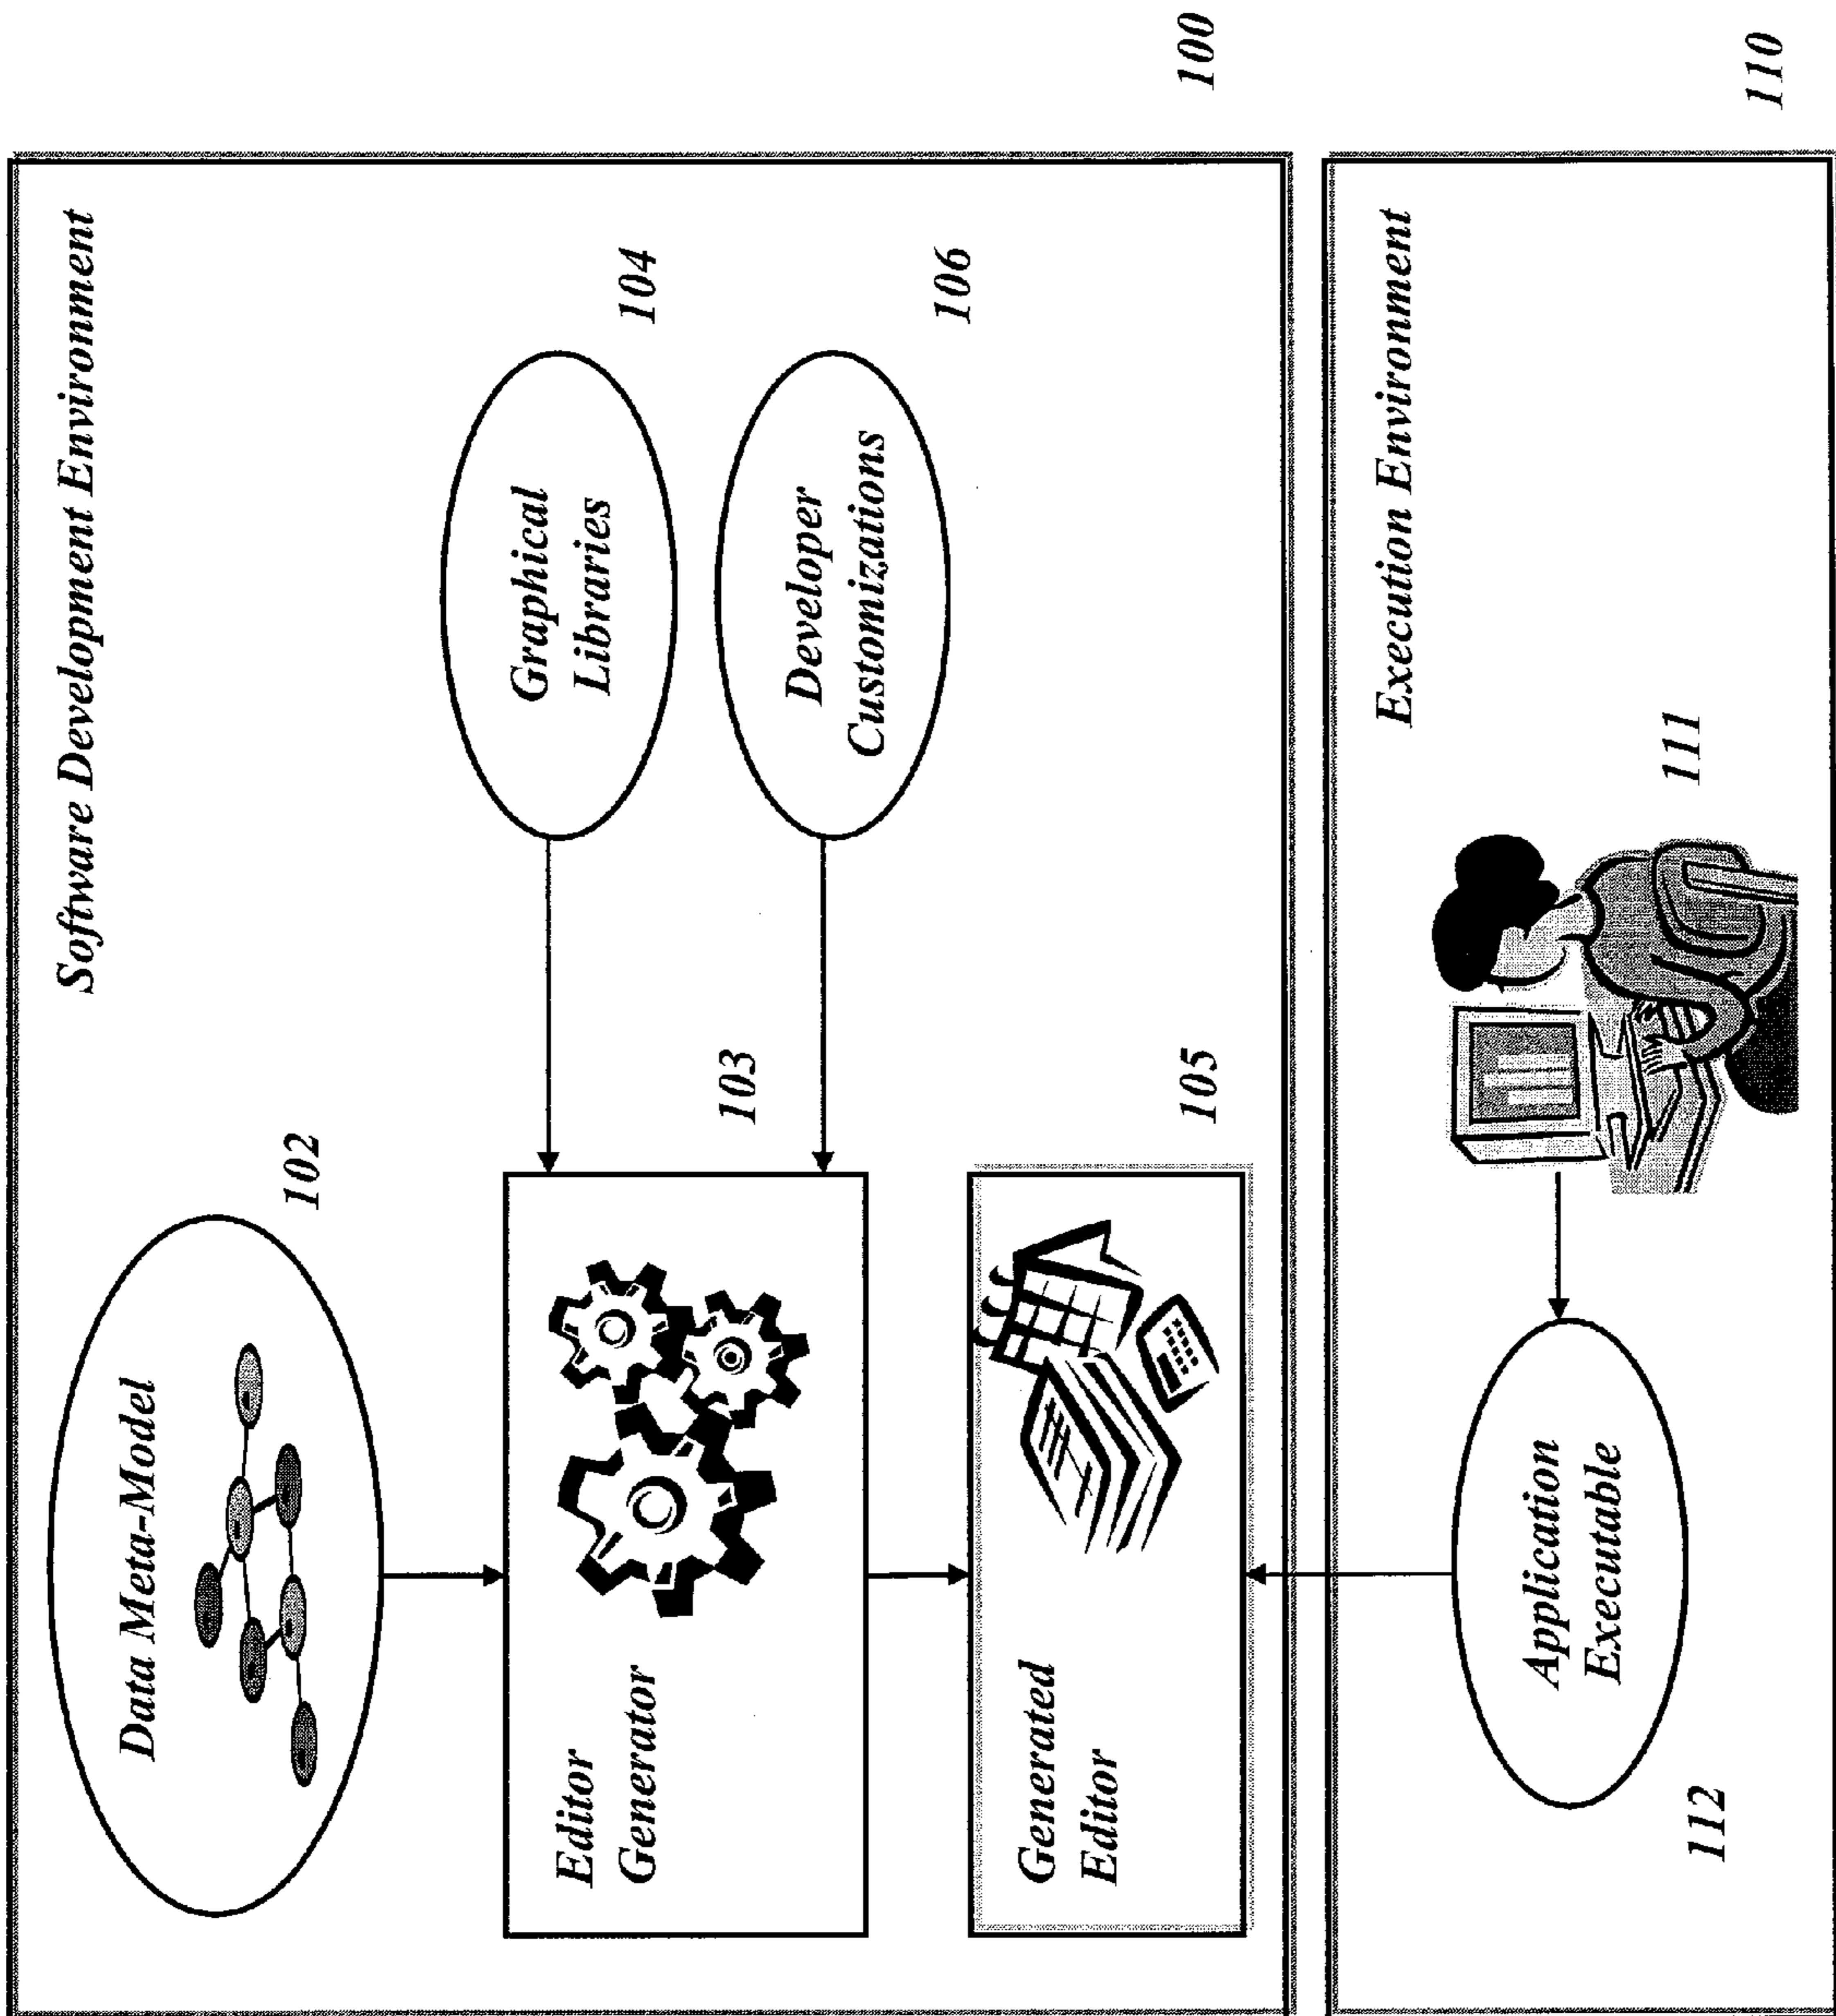 Software Development Environment
100
Data Meta-Model
102
Editor
Generator
103
Graphical
Libraries
104
Developer
Customizations
106
Generated
Editor
105
Execution Environment
110
Application
Executable
112
111